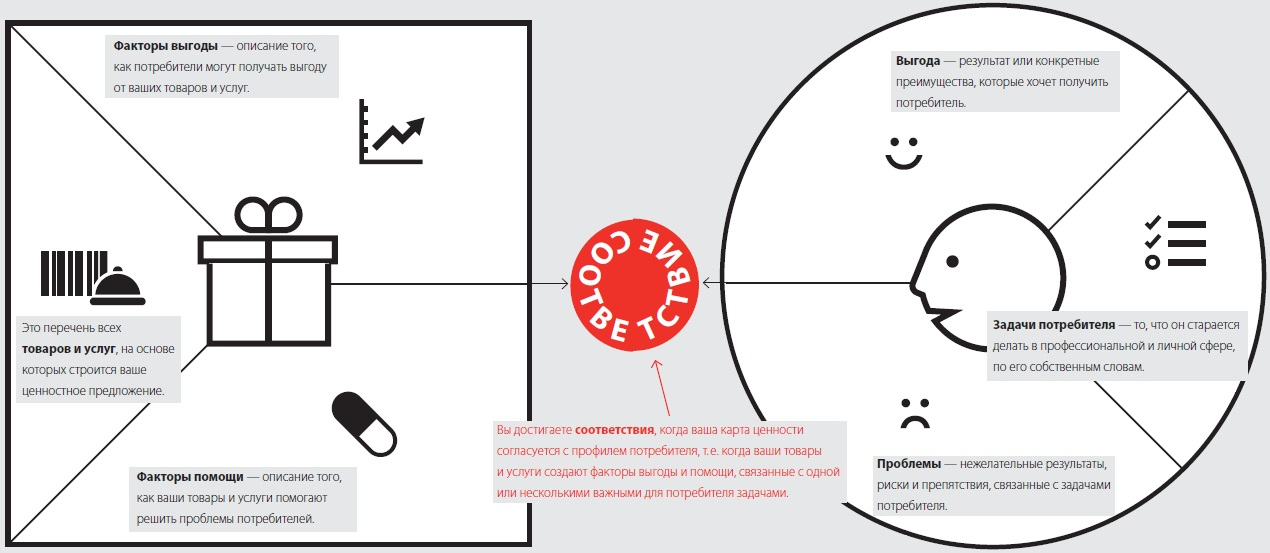 Факторы выгоды — описание того,
как потребители могут получать выгоду
от ваших товаров и услуг.
Это перечень всех
товаров и услуг, на основе
которых строится ваше
ценностное предложение.
Факторы помощи — описание того,
как ваши товары и услуги помогают
решить проблемы потребителей.
СООТВЕТСТВИЕ
Вы достигаете соответствия, когда ваша карта ценности
согласуется с профилем потребителя, т. е. когда ваши товары
и услуги создают факторы выгоды и помощи, связанные с одной
или несколькими важными для потребителя задачами.
Выгода — результат или конкретные
преимущества, которые хочет получить
потребитель.
Задачи потребителя — то, что он старается
делать в профессиональной и личной сфере,
по его собственным словам.
Проблемы — нежелательные результаты,
риски и препятствия, связанные с задачами
потребителя.